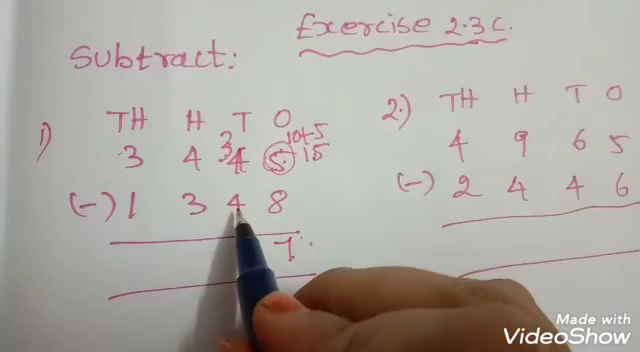 Exercise 2.3C.
Subtract:
1) TH H T O
3
3 10+5
3 4 4 5 15
(-) 1 3 4 8
7
2.) TH H T O
4 9 6 5
(-) 2 4 4 6
Made with
VideoShow